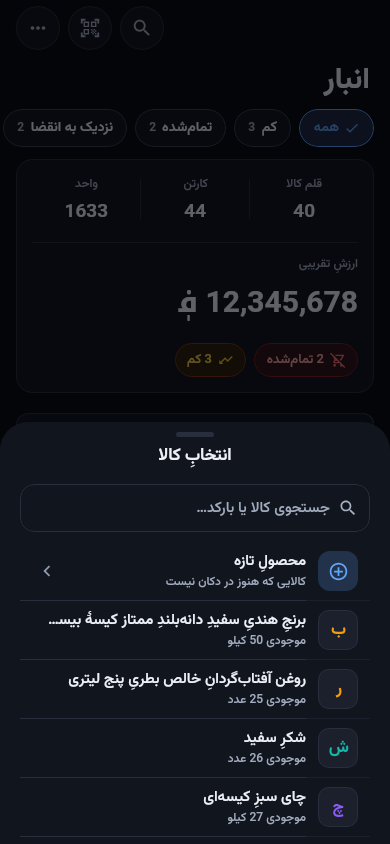 انبار
همه
کم 3
تمام‌شده 2
نزدیک به انقضا 2
قلم کالا
کارتن
واحد
40
44
1633
ارزشِ تقریبی
12,345,678 ؋
2 تمام‌شده
3 کم
انتخابِ کالا
جستجوی کالا یا بارکد…
محصولِ تازه
کالایی که هنوز در دکان نیست
برنجِ هندیِ سفیدِ دانه‌بلندِ ممتاز کیسهٔ بیس…
موجودی 50 کیلو
ب
روغن آفتاب‌گردانِ خالص بطریِ پنج لیتری
موجودی 25 عدد
ر
شکرِ سفید
موجودی 26 عدد
ش
چای سبزِ کیسه‌ای
موجودی 27 کیلو
چ